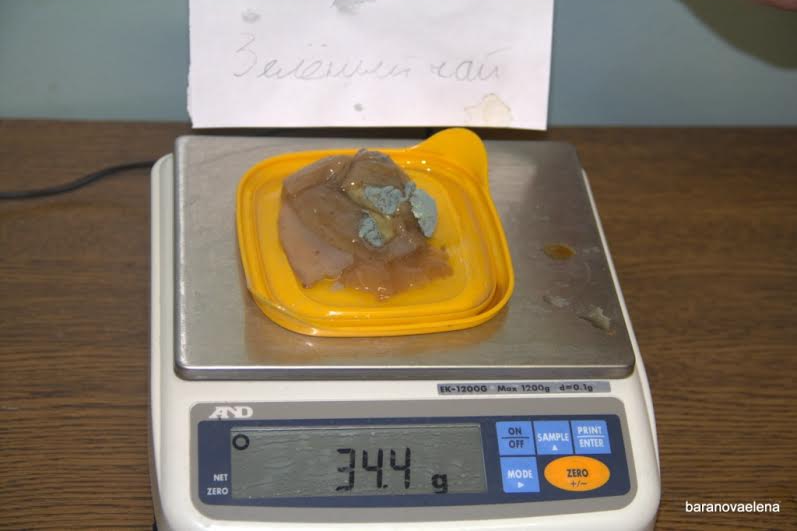 Зелёный чай
EK-1200G Max 1200g d=0.1g
AND
NET
ZERO
34.4 g
ON
OFF
SAMPLE
PRINT
ENTER
MODE
ZERO
+/−
baranovaelena